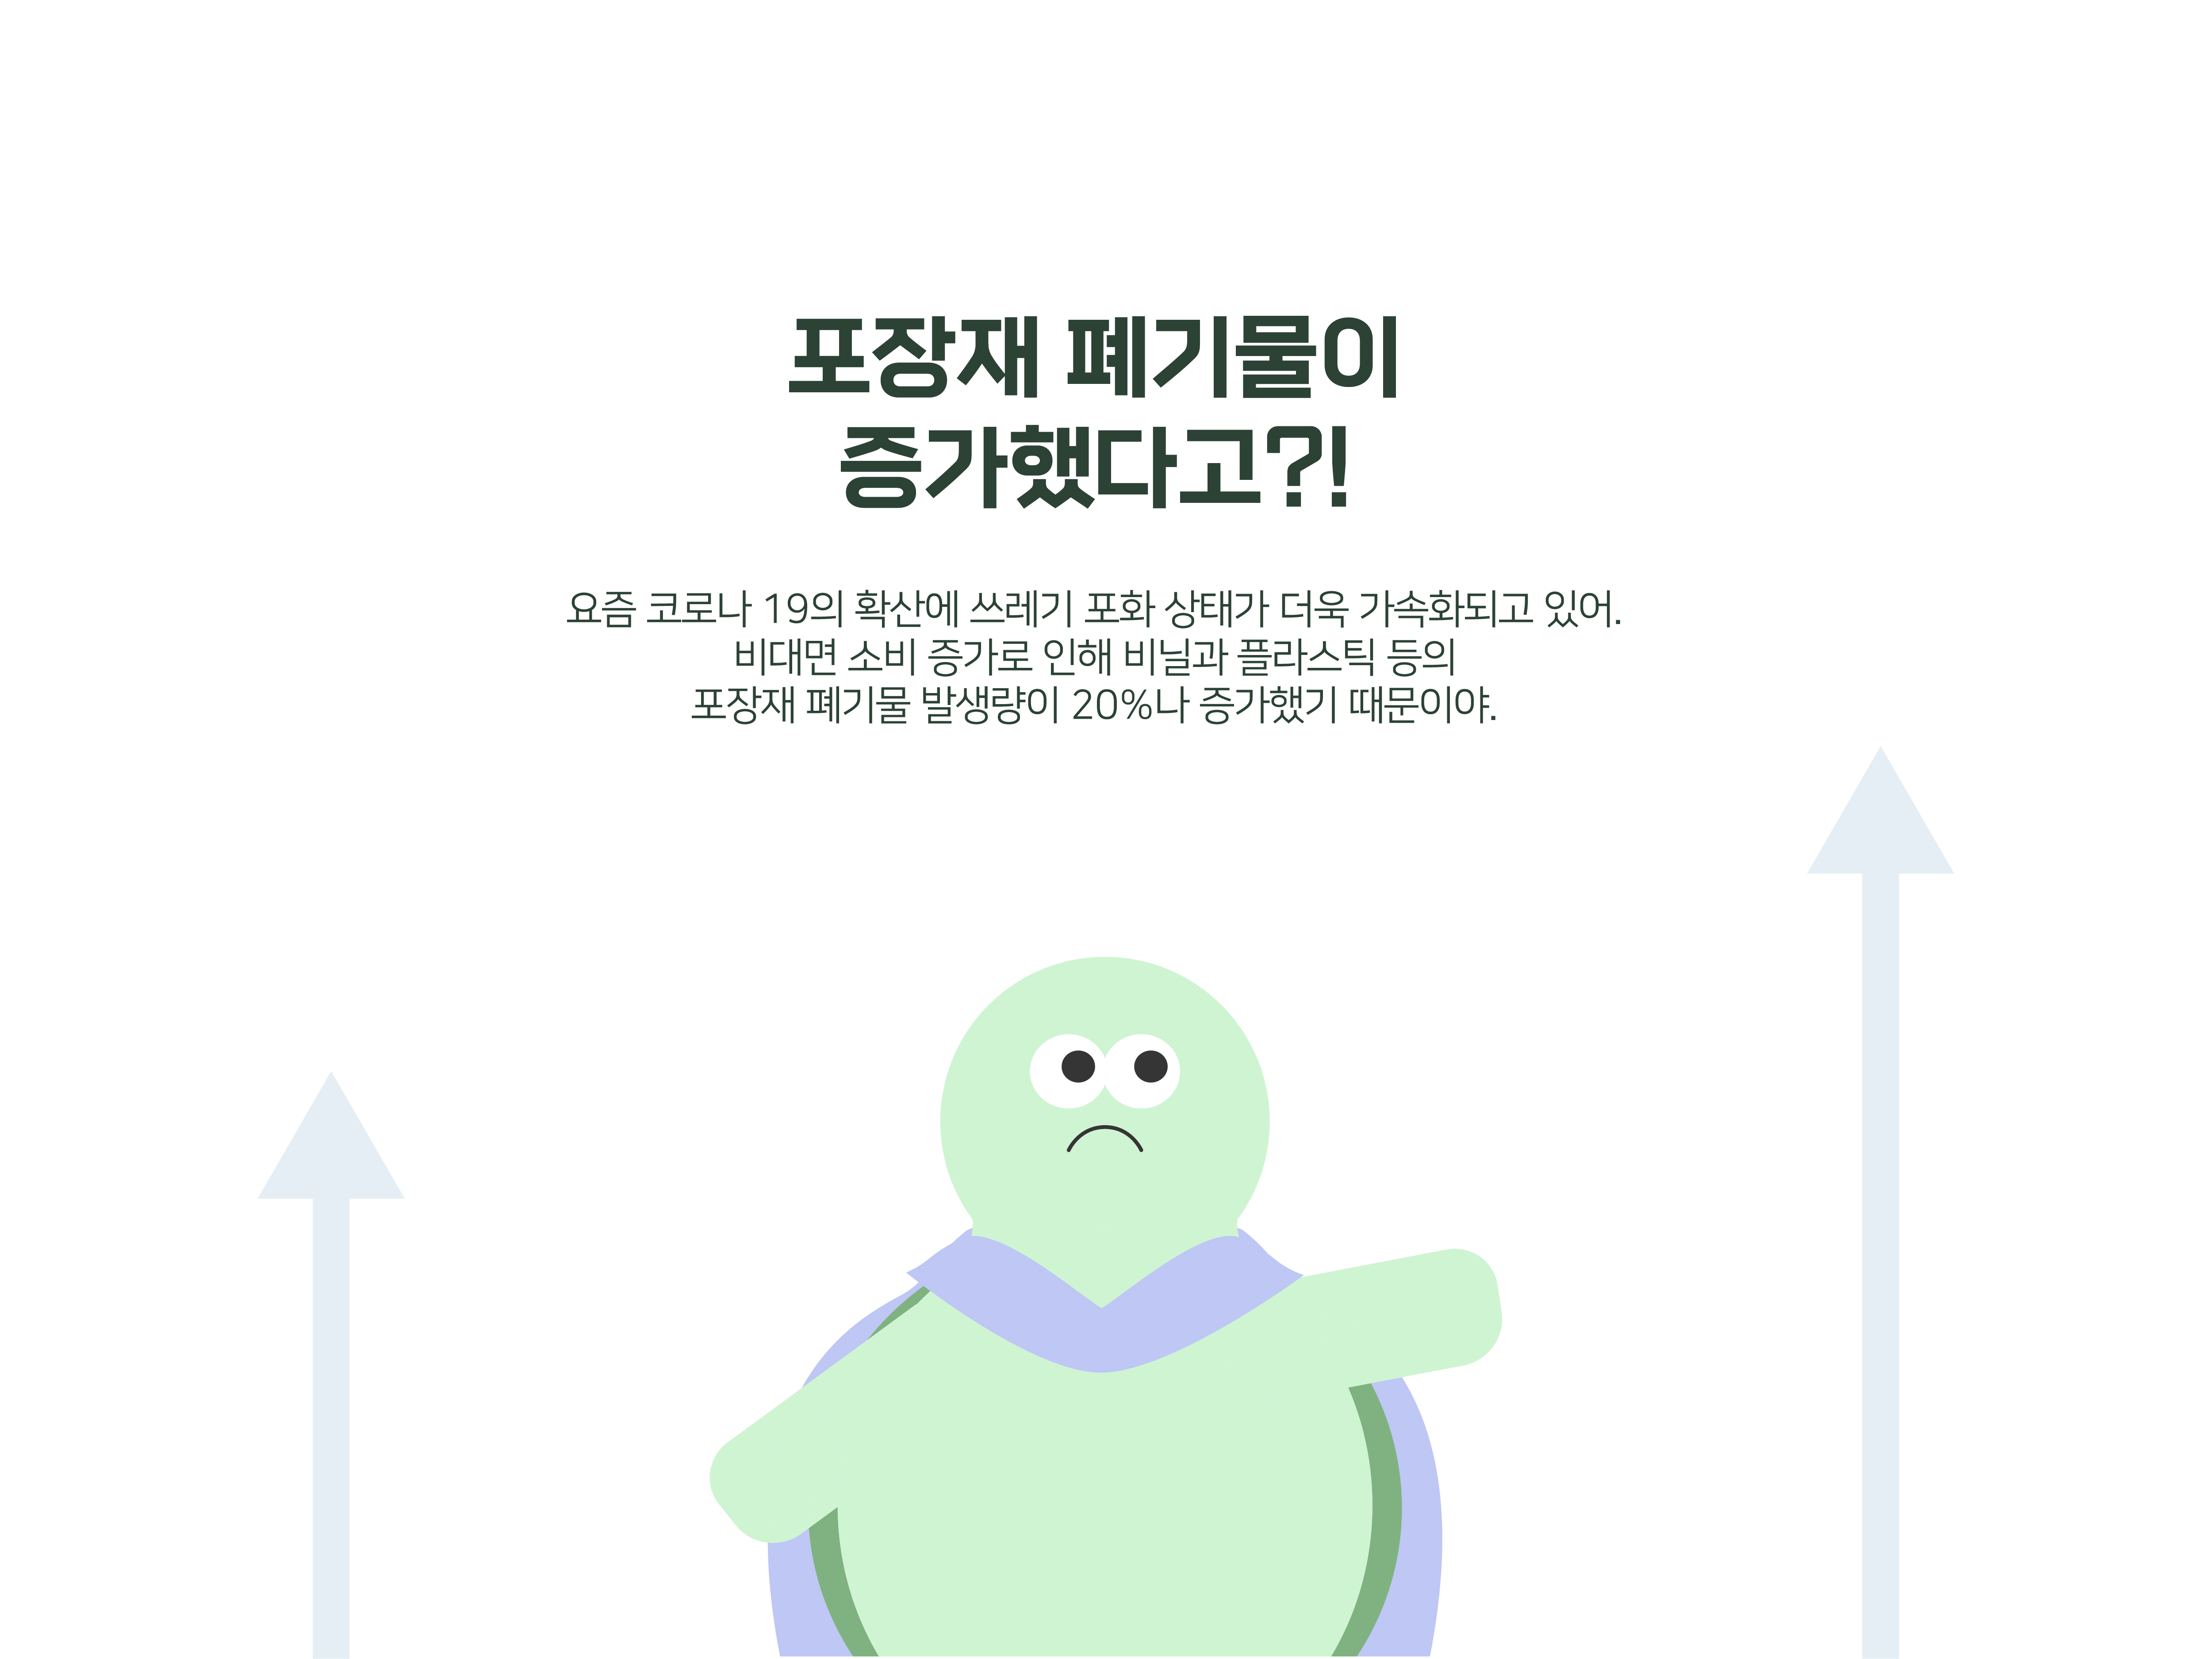 포장재 폐기물이
증가했다고?!
요즘 코로나 19의 확산에 쓰레기 포화 상태가 더욱 가속화되고 있어.
비대면 소비 증가로 인해 비닐과 플라스틱 등의
포장재 폐기물 발생량이 20%나 증가했기 때문이야.